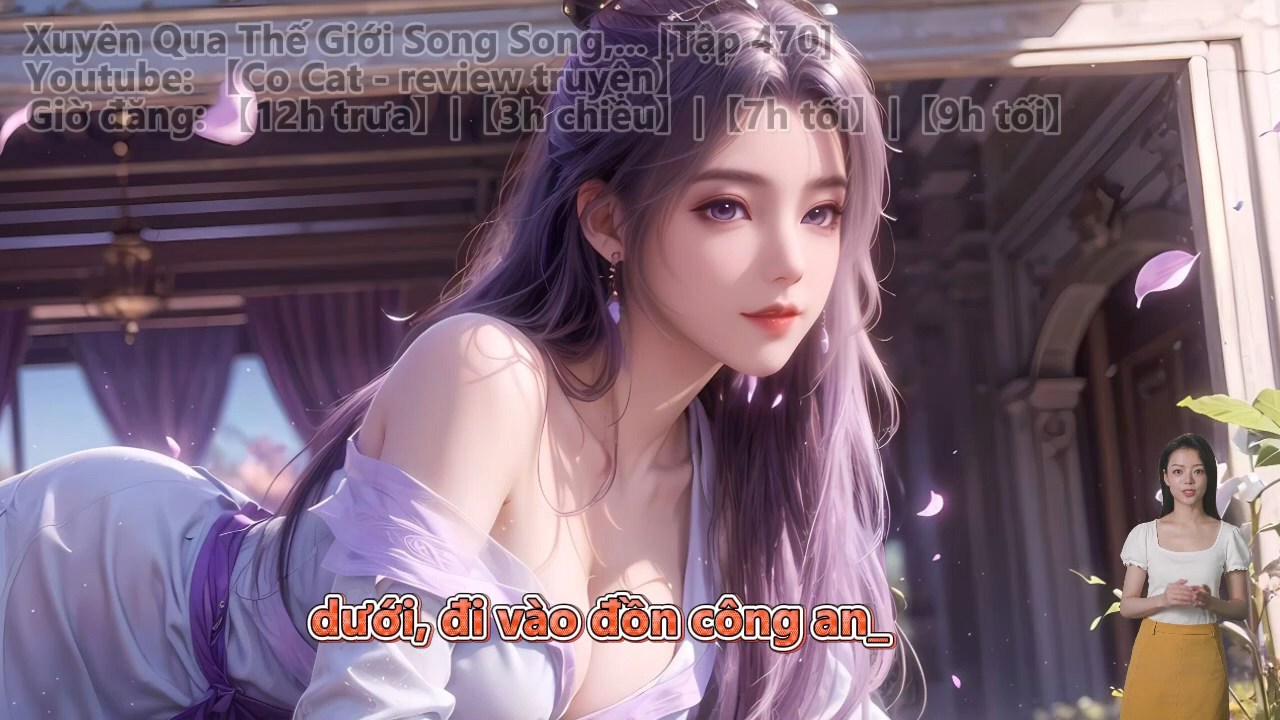 Xuyên Qua Thế Giới Song Song,... [Tập 470]
Youtube: 【Cọ Cat - review truyện】
Giờ đăng: 【12h trưa】 | 【3h chiều】 | 【7h tối】 | 【9h tối】
dưới, đi vào đồn công an_